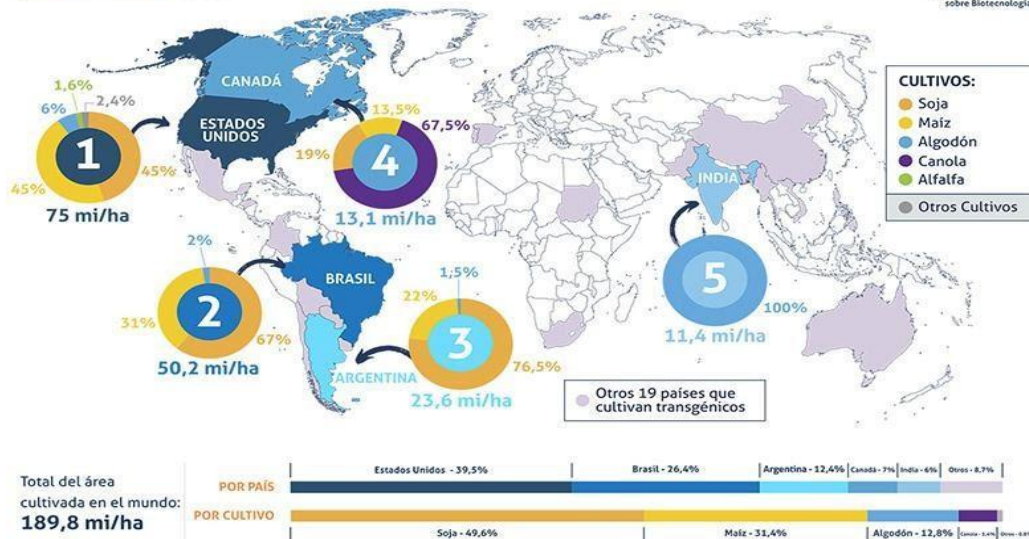 sobre Biotecnología
CANADÁ
ESTADOS
UNIDOS
1,6%
6%
2,4%
1
45%
45%
75 mi/ha
13,5%
67,5%
19%
4
13,1 mi/ha
CULTIVOS:
Soja
Maíz
Algodón
Canola
Alfalfa
Otros Cultivos
INDIA
5
100%
11,4 mi/ha
BRASIL
2%
2
31%
67%
50,2 mi/ha
1,5%
22%
3
76,5%
ARGENTINA
23,6 mi/ha
Otros 19 países que
cultivan transgénicos
Total del área
cultivada en el mundo:
189,8 mi/ha
POR PAÍS
Estados Unidos - 39,5%
Brasil - 26,4%
Argentina - 12,4%
Canadá - 7%
India - 6%
Otros - 8,7%
POR CULTIVO
Soja - 49,6%
Maíz - 31,4%
Algodón - 12,8%